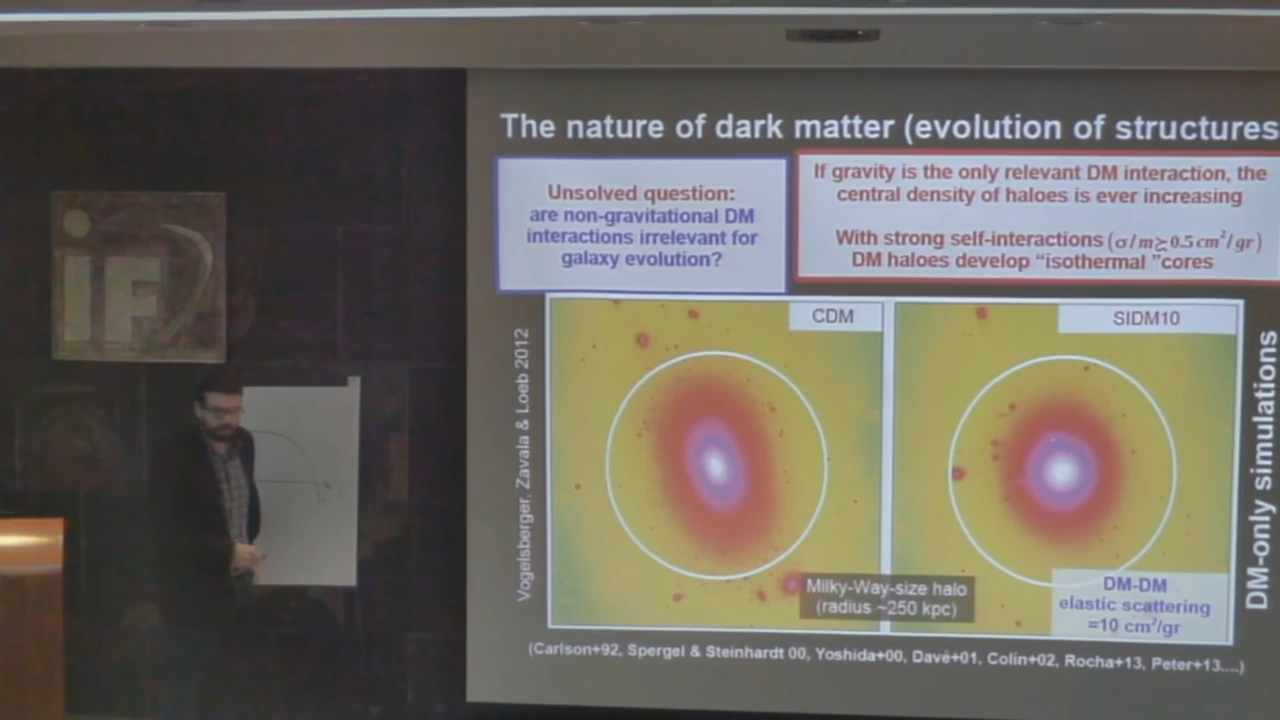 The nature of dark matter (evolution of structures
Unsolved question:
are non-gravitational DM
interactions irrelevant for
galaxy evolution?
If gravity is the only relevant DM interaction, the
central density of haloes is ever increasing
With strong self-interactions (σ/m≳0.5 cm²/gr)
DM haloes develop “isothermal ”cores
iF
Vogelsberger, Zavala & Loeb 2012
CDM
SIDM10
Milky-Way-size halo
(radius ~250 kpc)
DM-DM
elastic scattering
=10 cm²/gr
DM-only simulations
(Carlson+92, Spergel & Steinhardt 00, Yoshida+00, Davé+01, Colín+02, Rocha+13, Peter+13....)